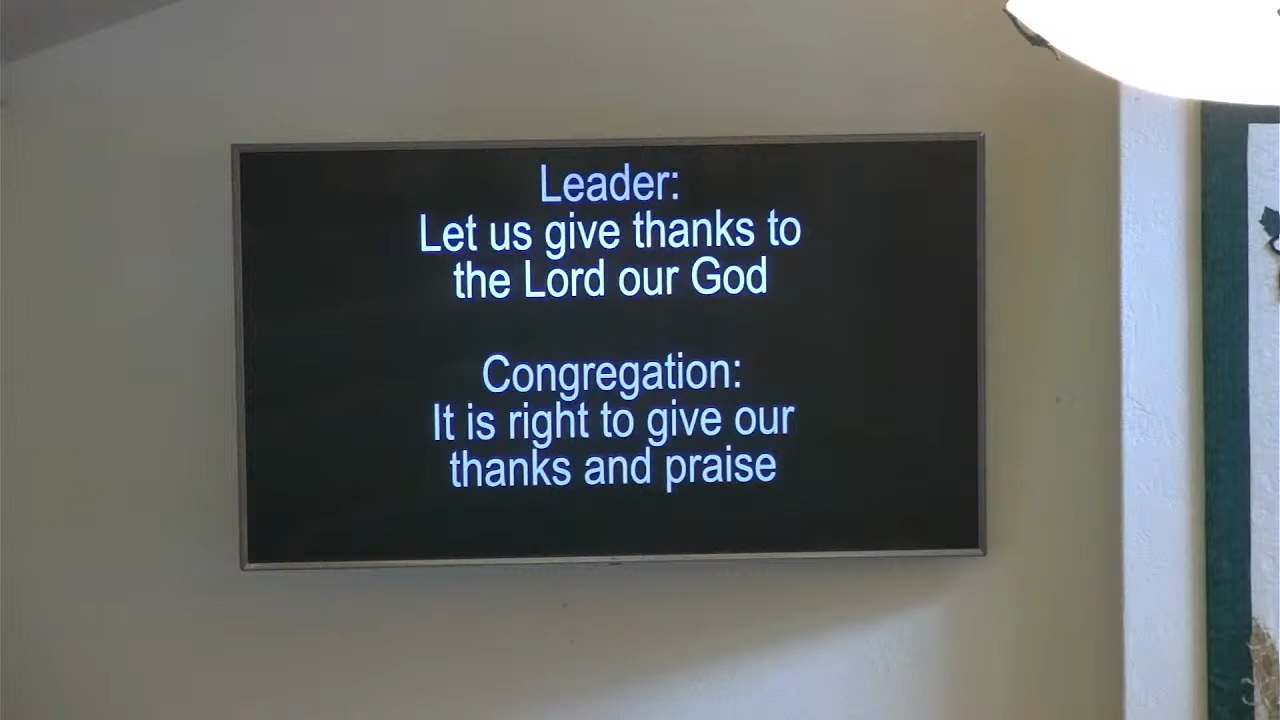 Leader:
Let us give thanks to
the Lord our God
Congregation:
It is right to give our
thanks and praise